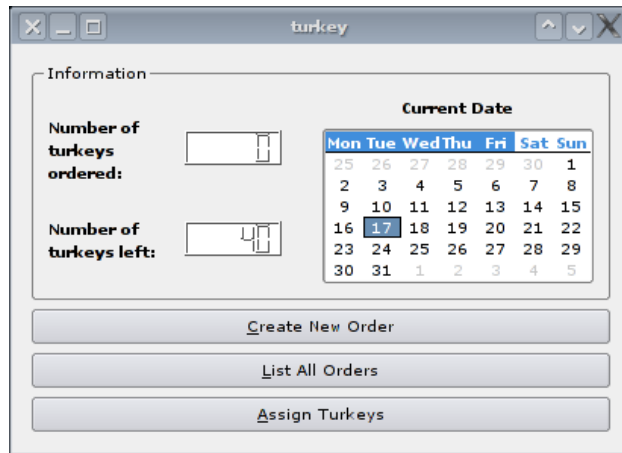 turkey
Information
Number of
turkeys
ordered:
0
Number of
turkeys left:
40
Current Date
Mon Tue Wed Thu Fri Sat Sun
25 26 27 28 29 30 1
2 3 4 5 6 7 8
9 10 11 12 13 14 15
16 17 18 19 20 21 22
23 24 25 26 27 28 29
30 31 1 2 3 4 5
Create New Order
List All Orders
Assign Turkeys